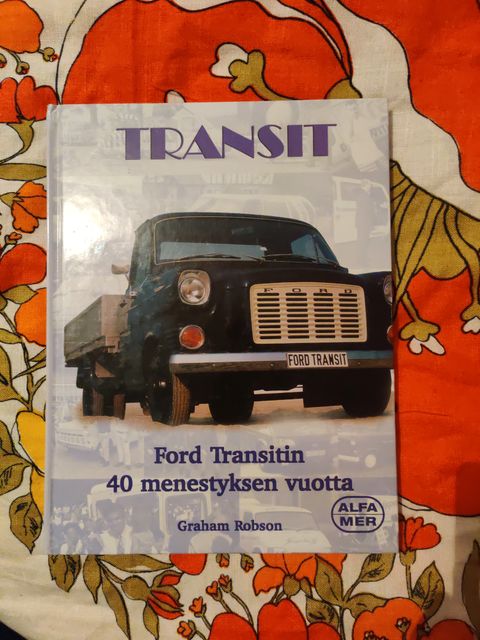 TRANSIT
FORD
FORD TRANSIT
Ford Transitin
40 menestyksen vuotta
Graham Robson
ALFA
MER